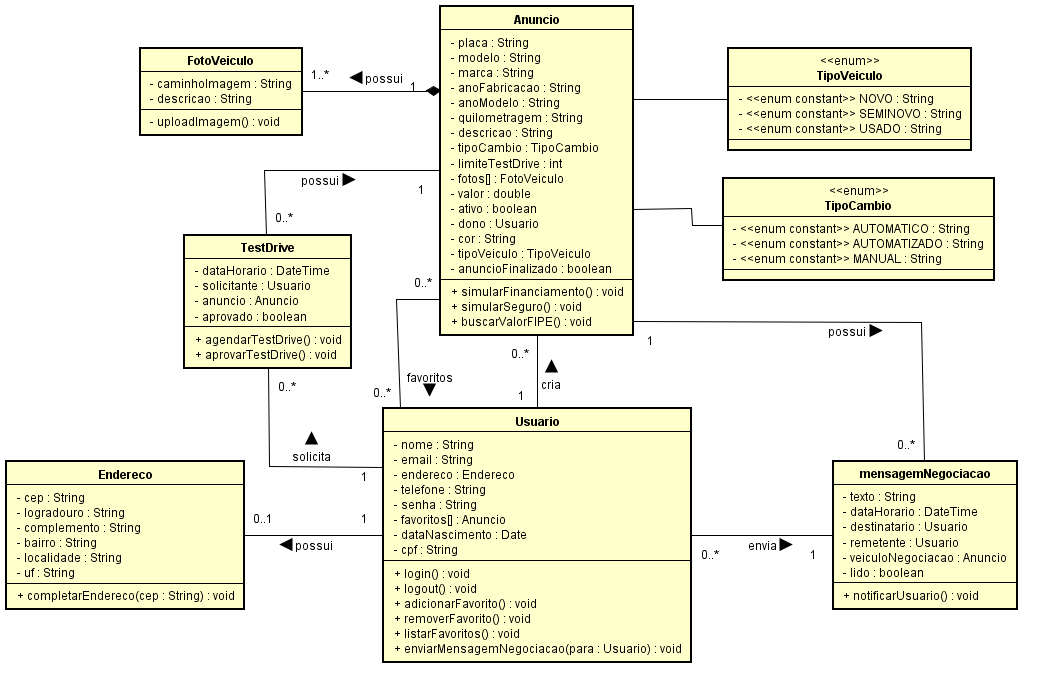 Anuncio
- placa : String
- modelo : String
- marca : String
- anoFabricacao : String
- anoModelo : String
- quilometragem : String
- descricao : String
- tipoCambio : TipoCambio
- limiteTestDrive : int
- fotos[] : FotoVeiculo
- valor : double
- ativo : boolean
- dono : Usuario
- cor : String
- tipoVeiculo : TipoVeiculo
- anuncioFinalizado : boolean
+ simularFinanciamento() : void
+ simularSeguro() : void
+ buscarValorFIPE() : void
FotoVeiculo
- caminhoImagem : String
- descricao : String
- uploadImagem() : void
1..*
possui
1
<<enum>>
TipoVeiculo
- <<enum constant>> NOVO : String
- <<enum constant>> SEMINOVO : String
- <<enum constant>> USADO : String
<<enum>>
TipoCambio
- <<enum constant>> AUTOMATICO : String
- <<enum constant>> AUTOMATIZADO : String
- <<enum constant>> MANUAL : String
possui
1
0..*
TestDrive
- dataHorario : DateTime
- solicitante : Usuario
- anuncio : Anuncio
- aprovado : boolean
+ agendarTestDrive() : void
+ aprovarTestDrive() : void
0..*
favoritos
0..*
0..*
cria
1
1
possui
0..*
0..*
solicita
1
Usuario
- nome : String
- email : String
- endereco : Endereco
- telefone : String
- senha : String
- favoritos[] : Anuncio
- dataNascimento : Date
- cpf : String
+ login() : void
+ logout() : void
+ adicionarFavorito() : void
+ removerFavorito() : void
+ listarFavoritos() : void
+ enviarMensagemNegociacao(para : Usuario) : void
Endereco
- cep : String
- logradouro : String
- complemento : String
- bairro : String
- localidade : String
- uf : String
+ completarEndereco(cep : String) : void
0..1
possui
1
0..*
envia
1
mensagemNegociacao
- texto : String
- dataHorario : DateTime
- destinatario : Usuario
- remetente : Usuario
- veiculoNegociacao : Anuncio
- lido : boolean
+ notificarUsuario() : void